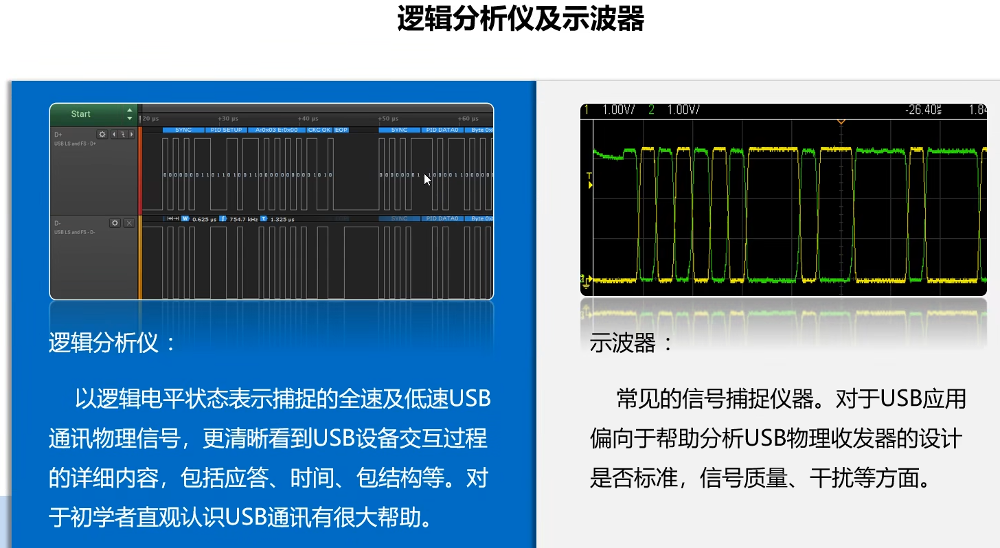 逻辑分析仪及示波器
Start
20 µs
+30 µs
+40 µs
+50 µs
+60 µs
D+
USB LS and FS - D+
SYNC
PID SETUP
A:0x03 E:0x00
CRC OK
EOP
SYNC
PID DATA0
Byte 0x
D-
USB LS and FS - D-
W 0.625 µs f 754.7 kHz T 1.325 µs
SYNC
PID DATA0
Byte 0x
1 1.00V/ 2 1.00V/ -26.40 1.8
T
逻辑分析仪：
以逻辑电平状态表示捕捉的全速及低速USB
通讯物理信号，更清晰看到USB设备交互过程
的详细内容，包括应答、时间、包结构等。对
于初学者直观认识USB通讯有很大帮助。
示波器：
常见的信号捕捉仪器。对于USB应用
偏向于帮助分析USB物理收发器的设计
是否标准，信号质量、干扰等方面。